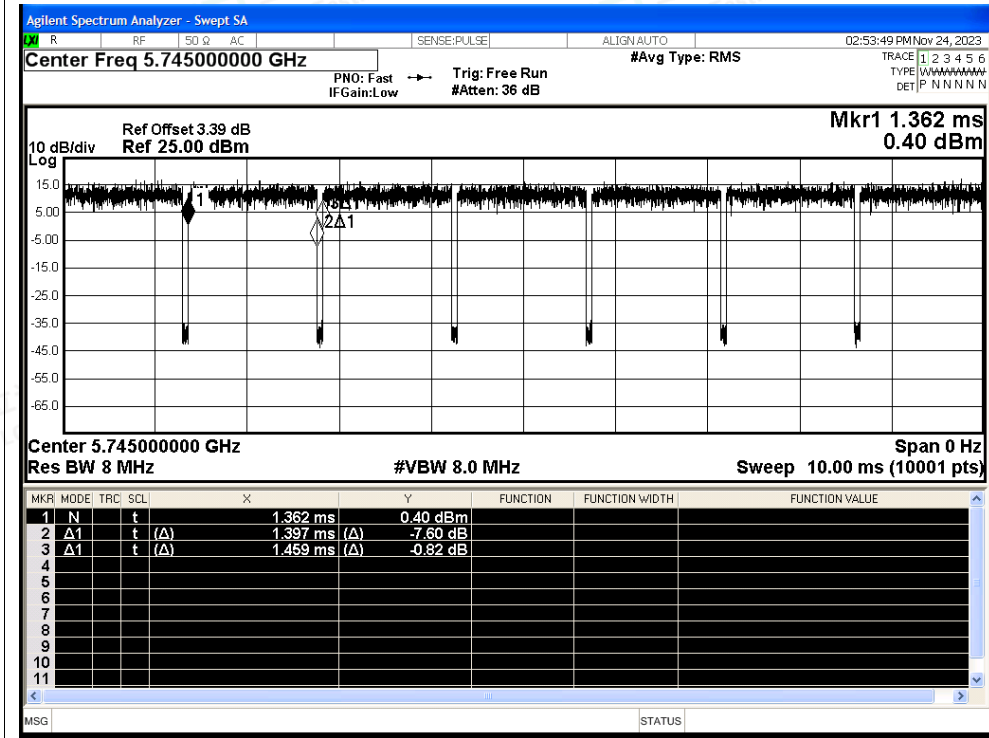 Agilent Spectrum Analyzer - Swept SA
LXI R RF 50 Ω AC SENSE:PULSE ALIGN AUTO 02:53:49 PM Nov 24, 2023
Center Freq 5.745000000 GHz #Avg Type: RMS TRACE 1 2 3 4 5 6
PNO: Fast Trig: Free Run TYPE
IFGain:Low #Atten: 36 dB DET P N N N N N
Mkr1 1.362 ms
Ref Offset 3.39 dB
10 dB/div Ref 25.00 dBm 0.40 dBm
Log
15.0
1
5.00
2Δ1
-5.00
-15.0
-25.0
-35.0
-45.0
-55.0
-65.0
Center 5.745000000 GHz Span 0 Hz
Res BW 8 MHz #VBW 8.0 MHz Sweep 10.00 ms (10001 pts)
MKR MODE TRC SCL X Y FUNCTION FUNCTION WIDTH FUNCTION VALUE
1 N t 1.362 ms 0.40 dBm
2 Δ1 t (Δ) 1.397 ms (Δ) -7.60 dB
3 Δ1 t (Δ) 1.459 ms (Δ) -0.82 dB
4
5
6
7
8
9
10
11
MSG STATUS